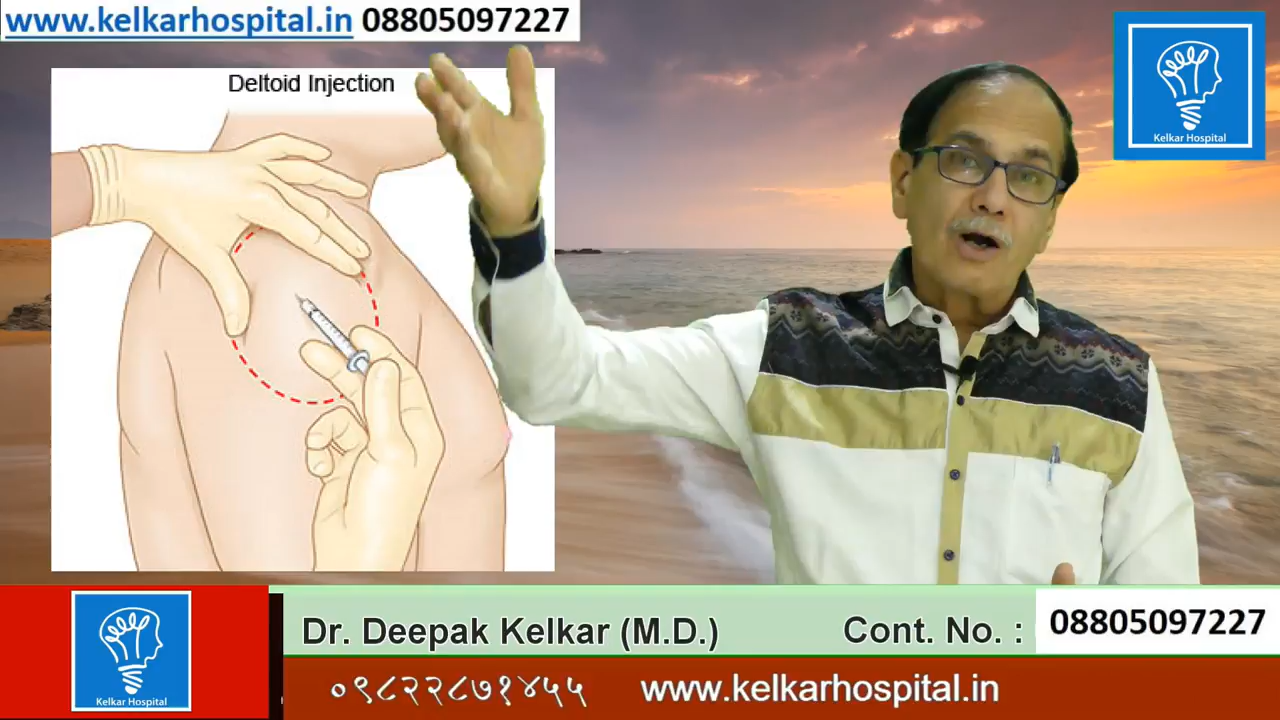 www.kelkarhospital.in 08805097227
Kelkar Hospital
Deltoid Injection
Kelkar Hospital
Dr. Deepak Kelkar (M.D.)
Cont. No. :
08805097227
०९८२२८७१४५५
www.kelkarhospital.in